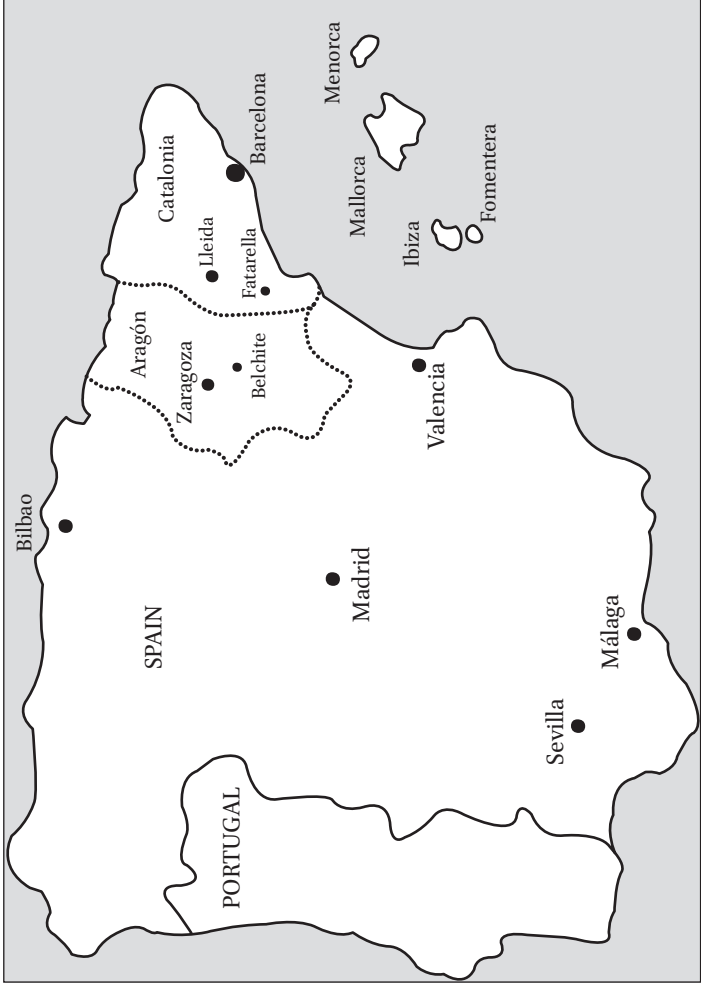 Bilbao
SPAIN
PORTUGAL
Madrid
Sevilla
Málaga
Valencia
Aragón
Zaragoza
Belchite
Catalonia
Lleida
Fatarella
Barcelona
Menorca
Mallorca
Ibiza
Fomentera